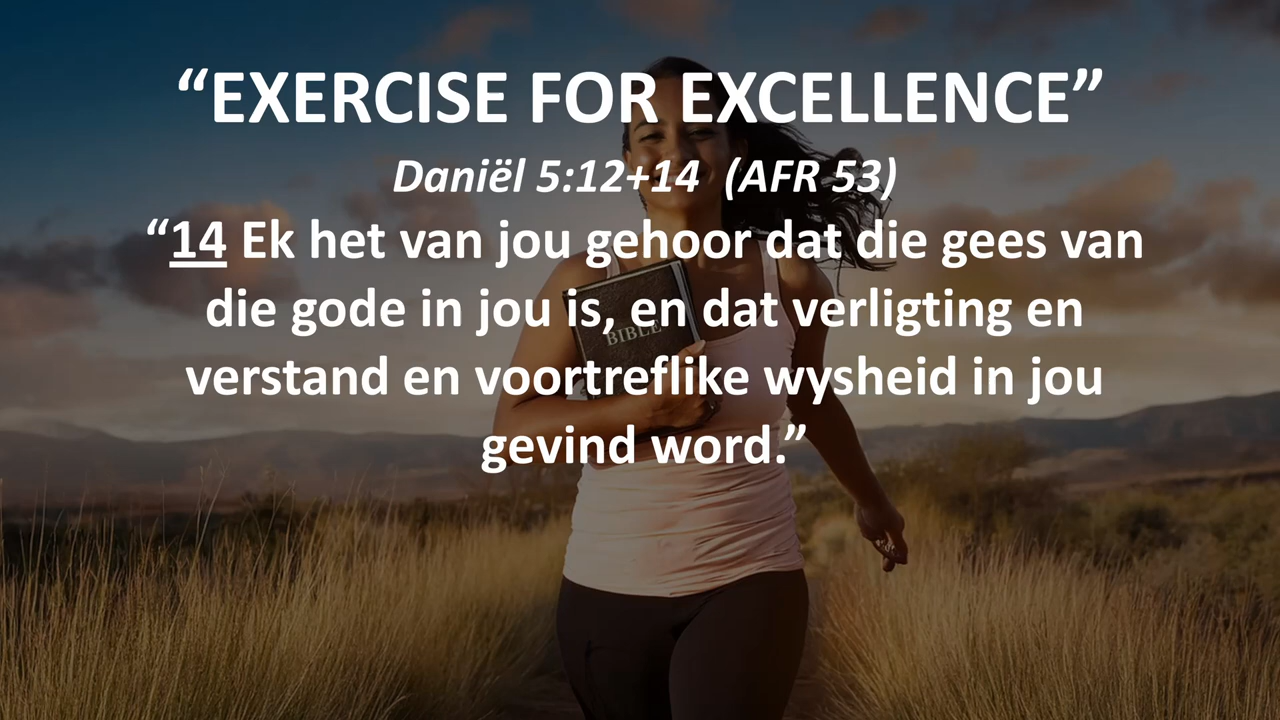 “EXERCISE FOR EXCELLENCE”
Daniël 5:12+14 (AFR 53)
“14 Ek het van jou gehoor dat die gees van
die gode in jou is, en dat verligting en
verstand en voortreflike wysheid in jou
gevind word.”
BIBLE